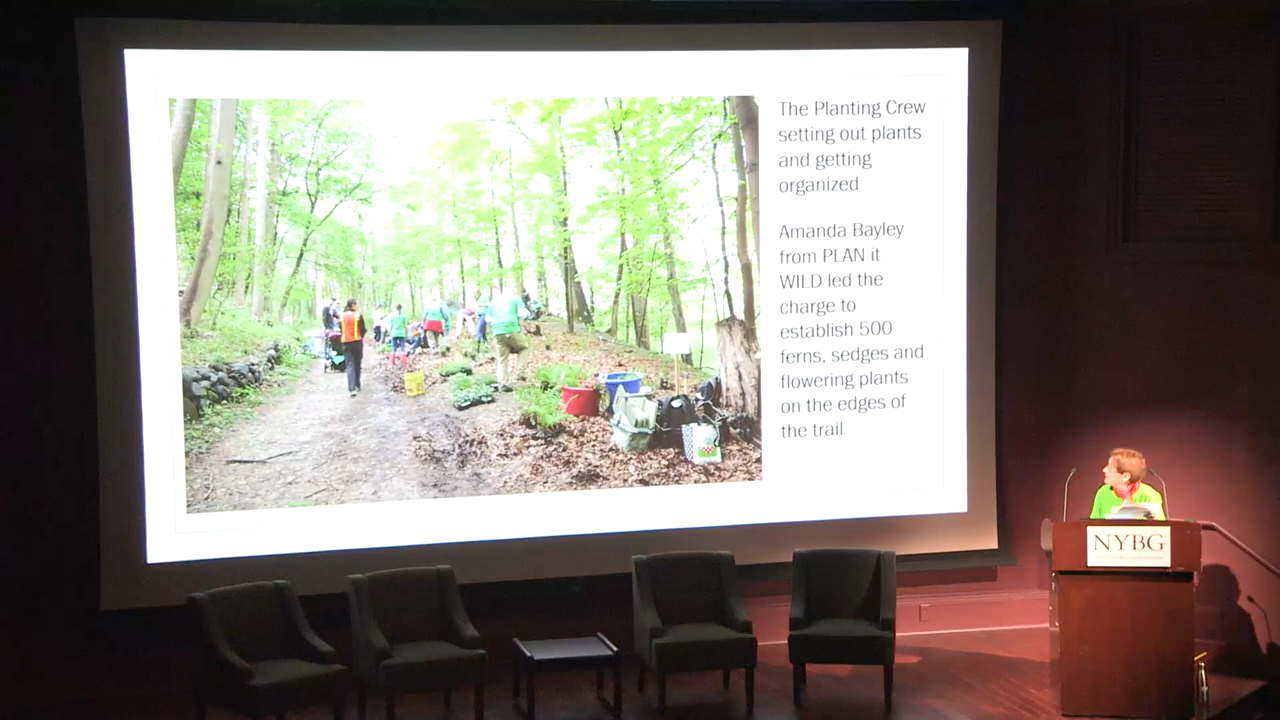 The Planting Crew
setting out plants
and getting
organized
Amanda Bayley
from PLAN it
WILD led the
charge to
establish 500
ferns, sedges and
flowering plants
on the edges of
the trail
NYBG